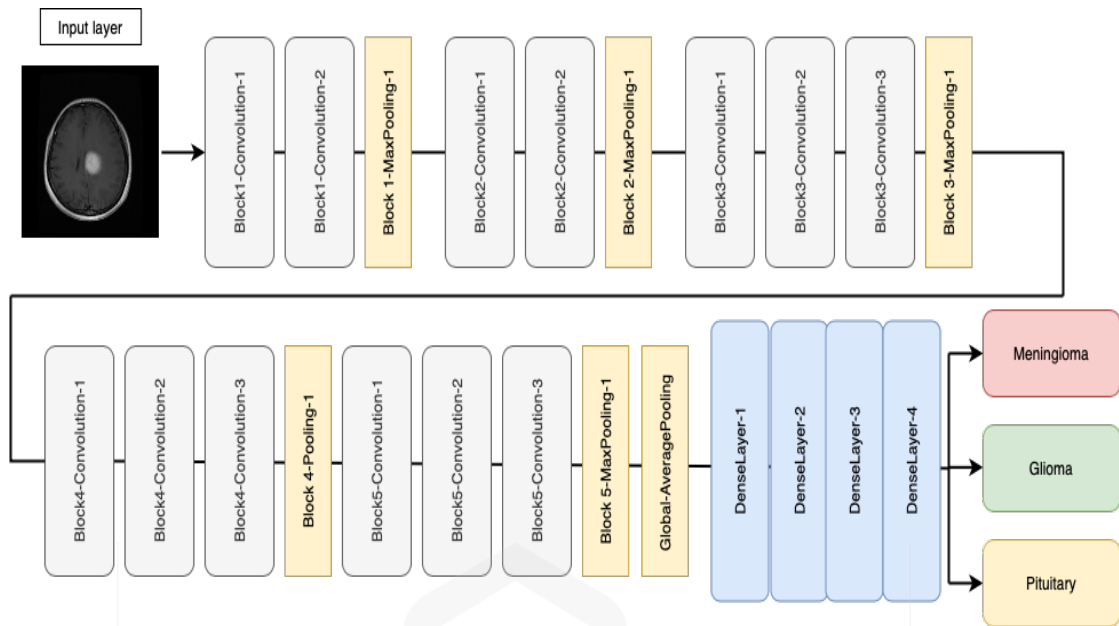 Input layer
Block1-Convolution-1
Block1-Convolution-2
Block 1-MaxPooling-1
Block2-Convolution-1
Block2-Convolution-2
Block 2-MaxPooling-1
Block3-Convolution-1
Block3-Convolution-2
Block3-Convolution-3
Block 3-MaxPooling-1
Block4-Convolution-1
Block4-Convolution-2
Block4-Convolution-3
Block 4-Pooling-1
Block5-Convolution-1
Block5-Convolution-2
Block5-Convolution-3
Block 5-MaxPooling-1
Global-AveragePooling
DenseLayer-1
DenseLayer-2
DenseLayer-3
DenseLayer-4
Meningioma
Glioma
Pituitary